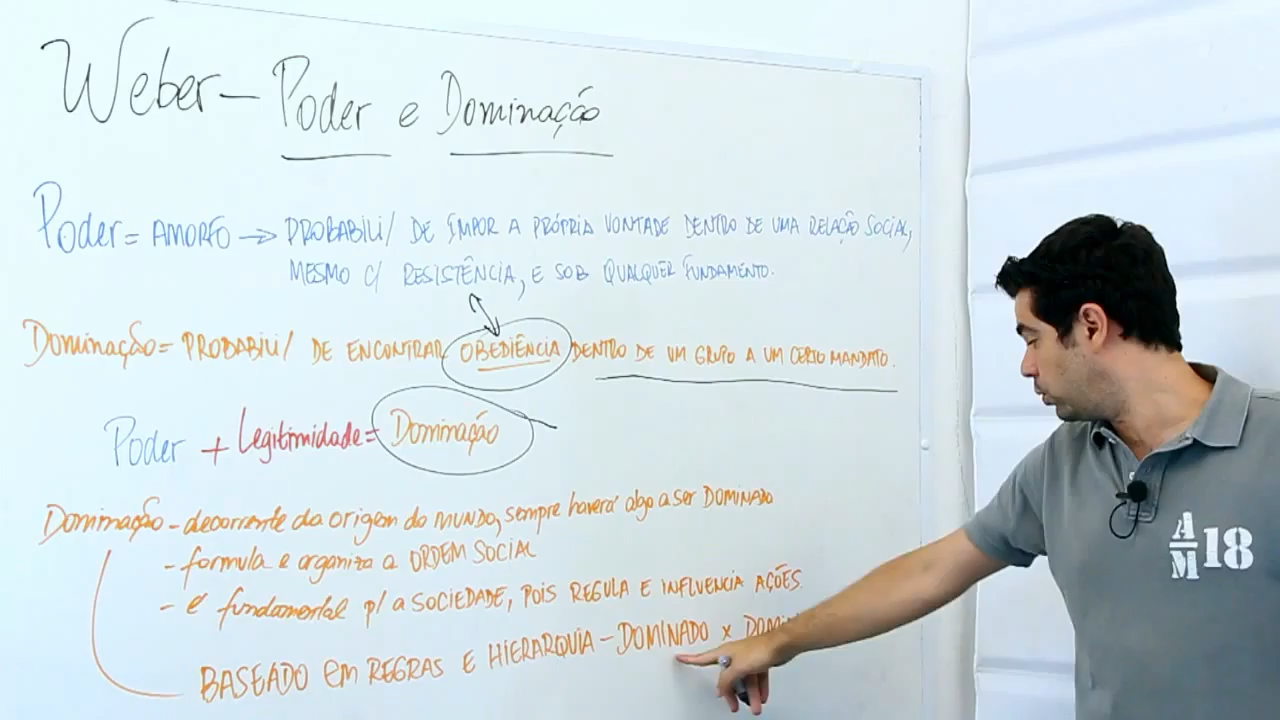 Weber - Poder e Dominação
Poder = AMORFO → PROBABILI/ DE IMPOR A PRÓPRIA VONTADE DENTRO DE UMA RELAÇÃO SOCIAL,
MESMO C/ RESISTÊNCIA, E SOB QUALQUER FUNDAMENTO.
Dominação = PROBABILI/ DE ENCONTRAR OBEDIÊNCIA DENTRO DE UM GRUPO A UM CERTO MANDATO.
Poder + Legitimidade = Dominação
Dominação - decorrente da origem do MUNDO, sempre haverá algo a ser DOMINADO
- formula e organiza a ORDEM SOCIAL
- é fundamental p/ a SOCIEDADE, POIS REGULA E INFLUENCIA AÇÕES.
BASEADO EM REGRAS E HIERARQUIA - DOMINADO x
AM 18